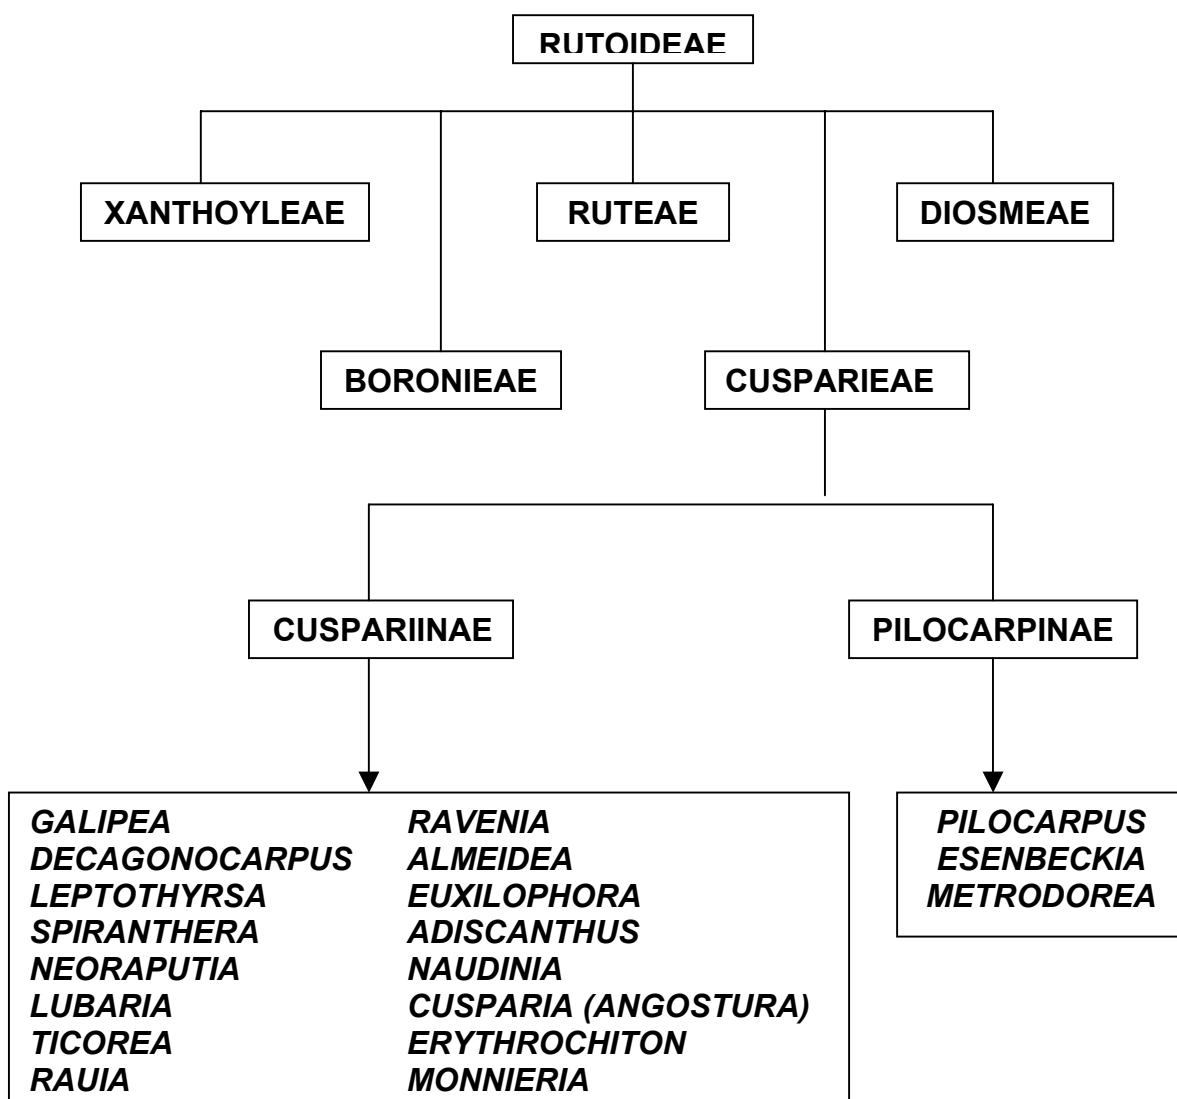 RUTOIDEAE
XANTHOYLEAE
RUTEAE
DIOSMEAE
BORONIEAE
CUSPARIEAE
CUSPARIINAE
PILOCARPINAE
GALIPEA
DECAGONOCARPUS
LEPTOTHYRSA
SPIRANTHERA
NEORAPUTIA
LUBARIA
TICOREA
RAUIA
RAVENIA
ALMEIDEA
EUXILOPHORA
ADISCANTHUS
NAUDINIA
CUSPARIA (ANGOSTURA)
ERYTHROCHITON
MONNIERIA
PILOCARPUS
ESENBECKIA
METRODOREA